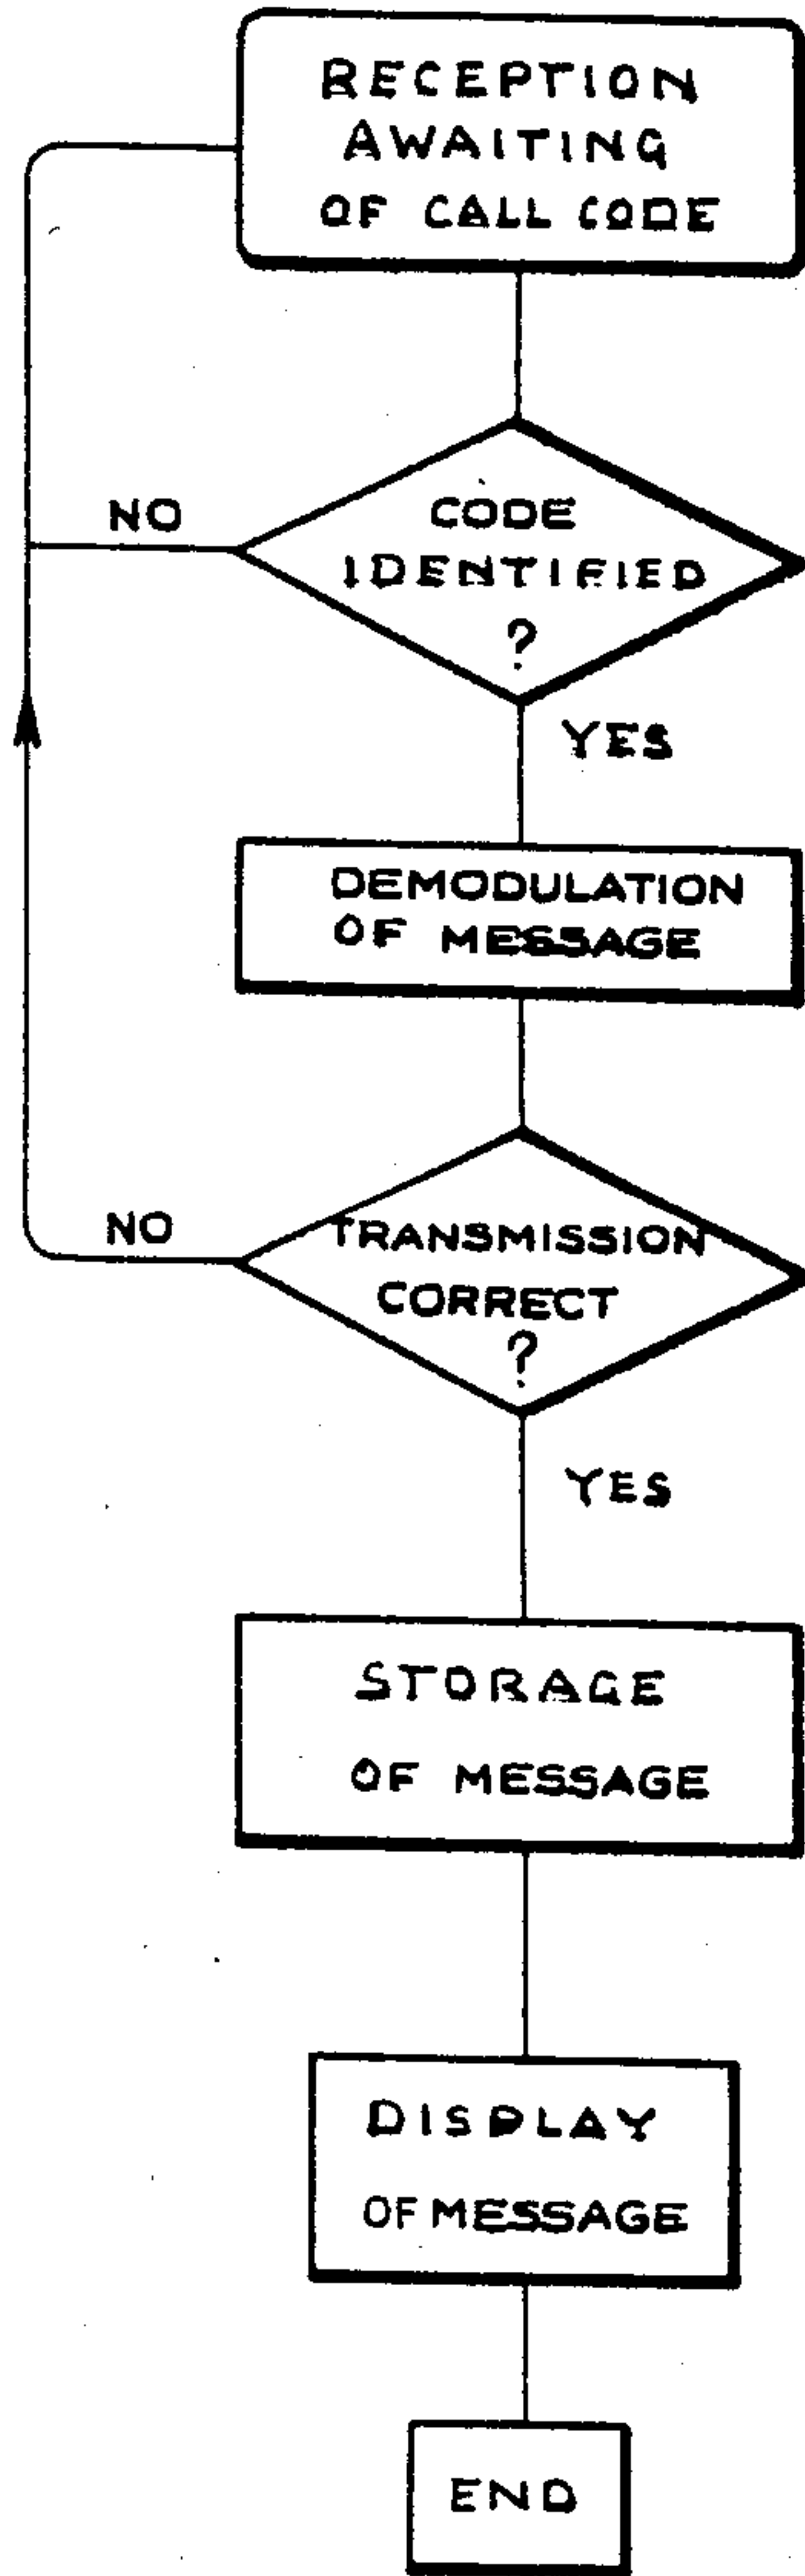 RECEPTION
AWAITING
OF CALL CODE
NO
CODE
IDENTIFIED
?
YES
DEMODULATION
OF MESSAGE
NO
TRANSMISSION
CORRECT
?
YES
STORAGE
OF MESSAGE
DISPLAY
OF MESSAGE
END